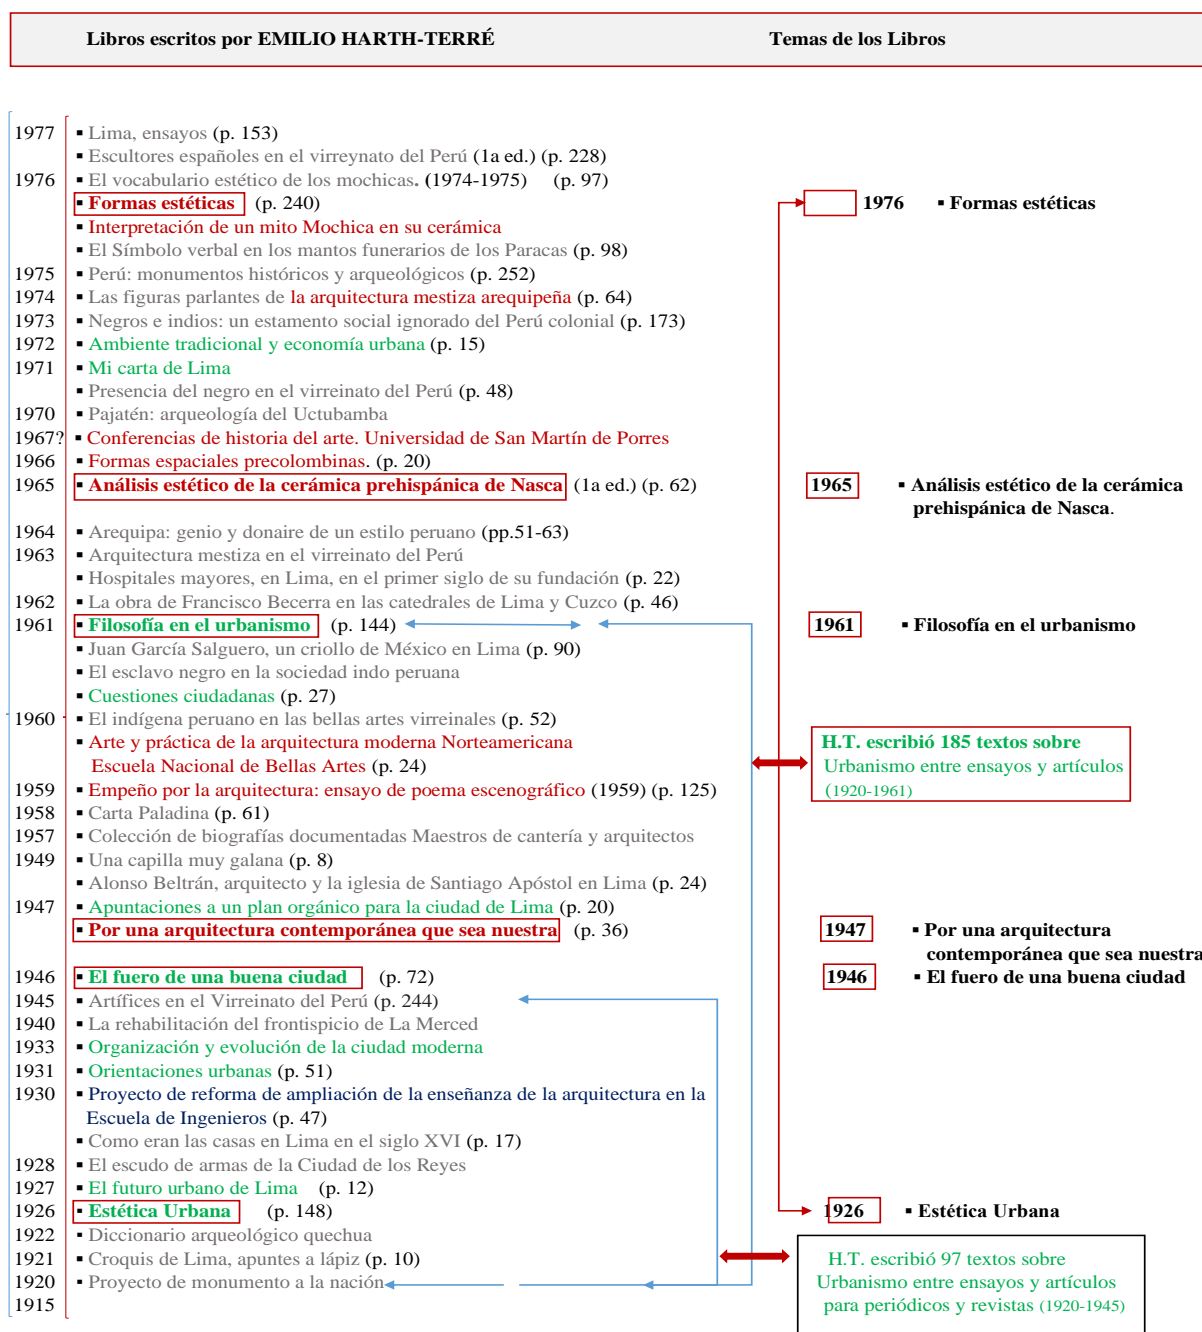 Libros escritos por EMILIO HARTH-TERRÉ
Temas de los Libros
1977 ▪ Lima, ensayos (p. 153)
▪ Escultores españoles en el virreynato del Perú (1a ed.) (p. 228)
1976 ▪ El vocabulario estético de los mochicas. (1974-1975) (p. 97)
▪ Formas estéticas (p. 240)
▪ Interpretación de un mito Mochica en su cerámica
▪ El Símbolo verbal en los mantos funerarios de los Paracas (p. 98)
1975 ▪ Perú: monumentos históricos y arqueológicos (p. 252)
1974 ▪ Las figuras parlantes de la arquitectura mestiza arequipeña (p. 64)
1973 ▪ Negros e indios: un estamento social ignorado del Perú colonial (p. 173)
1972 ▪ Ambiente tradicional y economía urbana (p. 15)
1971 ▪ Mi carta de Lima
▪ Presencia del negro en el virreinato del Perú (p. 48)
1970 ▪ Pajatén: arqueología del Uctubamba
1967? ▪ Conferencias de historia del arte. Universidad de San Martín de Porres
1966 ▪ Formas espaciales precolombinas. (p. 20)
1965 ▪ Análisis estético de la cerámica prehispánica de Nasca (1a ed.) (p. 62)
1964 ▪ Arequipa: genio y donaire de un estilo peruano (pp.51-63)
1963 ▪ Arquitectura mestiza en el virreinato del Perú
▪ Hospitales mayores, en Lima, en el primer siglo de su fundación (p. 22)
1962 ▪ La obra de Francisco Becerra en las catedrales de Lima y Cuzco (p. 46)
1961 ▪ Filosofía en el urbanismo (p. 144)
▪ Juan García Salguero, un criollo de México en Lima (p. 90)
▪ El esclavo negro en la sociedad indo peruana
▪ Cuestiones ciudadanas (p. 27)
1960 ▪ El indígena peruano en las bellas artes virreinales (p. 52)
▪ Arte y práctica de la arquitectura moderna Norteamericana
Escuela Nacional de Bellas Artes (p. 24)
1959 ▪ Empeño por la arquitectura: ensayo de poema escenográfico (1959) (p. 125)
1958 ▪ Carta Paladina (p. 61)
1957 ▪ Colección de biografías documentadas Maestros de cantería y arquitectos
1949 ▪ Una capilla muy galana (p. 8)
▪ Alonso Beltrán, arquitecto y la iglesia de Santiago Apóstol en Lima (p. 24)
1947 ▪ Apuntaciones a un plan orgánico para la ciudad de Lima (p. 20)
▪ Por una arquitectura contemporánea que sea nuestra (p. 36)
1946 ▪ El fuero de una buena ciudad (p. 72)
1945 ▪ Artífices en el Virreinato del Perú (p. 244)
1940 ▪ La rehabilitación del frontispicio de La Merced
1933 ▪ Organización y evolución de la ciudad moderna
1931 ▪ Orientaciones urbanas (p. 51)
1930 ▪ Proyecto de reforma de ampliación de la enseñanza de la arquitectura en la
Escuela de Ingenieros (p. 47)
▪ Como eran las casas en Lima en el siglo XVI (p. 17)
1928 ▪ El escudo de armas de la Ciudad de los Reyes
1927 ▪ El futuro urbano de Lima (p. 12)
1926 ▪ Estética Urbana (p. 148)
1922 ▪ Diccionario arqueológico quechua
1921 ▪ Croquis de Lima, apuntes a lápiz (p. 10)
1920 ▪ Proyecto de monumento a la nación
1915
1976 ▪ Formas estéticas
1965 ▪ Análisis estético de la cerámica
prehispánica de Nasca.
1961 ▪ Filosofía en el urbanismo
H.T. escribió 185 textos sobre
Urbanismo entre ensayos y artículos
(1920-1961)
1947 ▪ Por una arquitectura
contemporánea que sea nuestra
1946 ▪ El fuero de una buena ciudad
1926 ▪ Estética Urbana
H.T. escribió 97 textos sobre
Urbanismo entre ensayos y artículos
para periódicos y revistas (1920-1945)